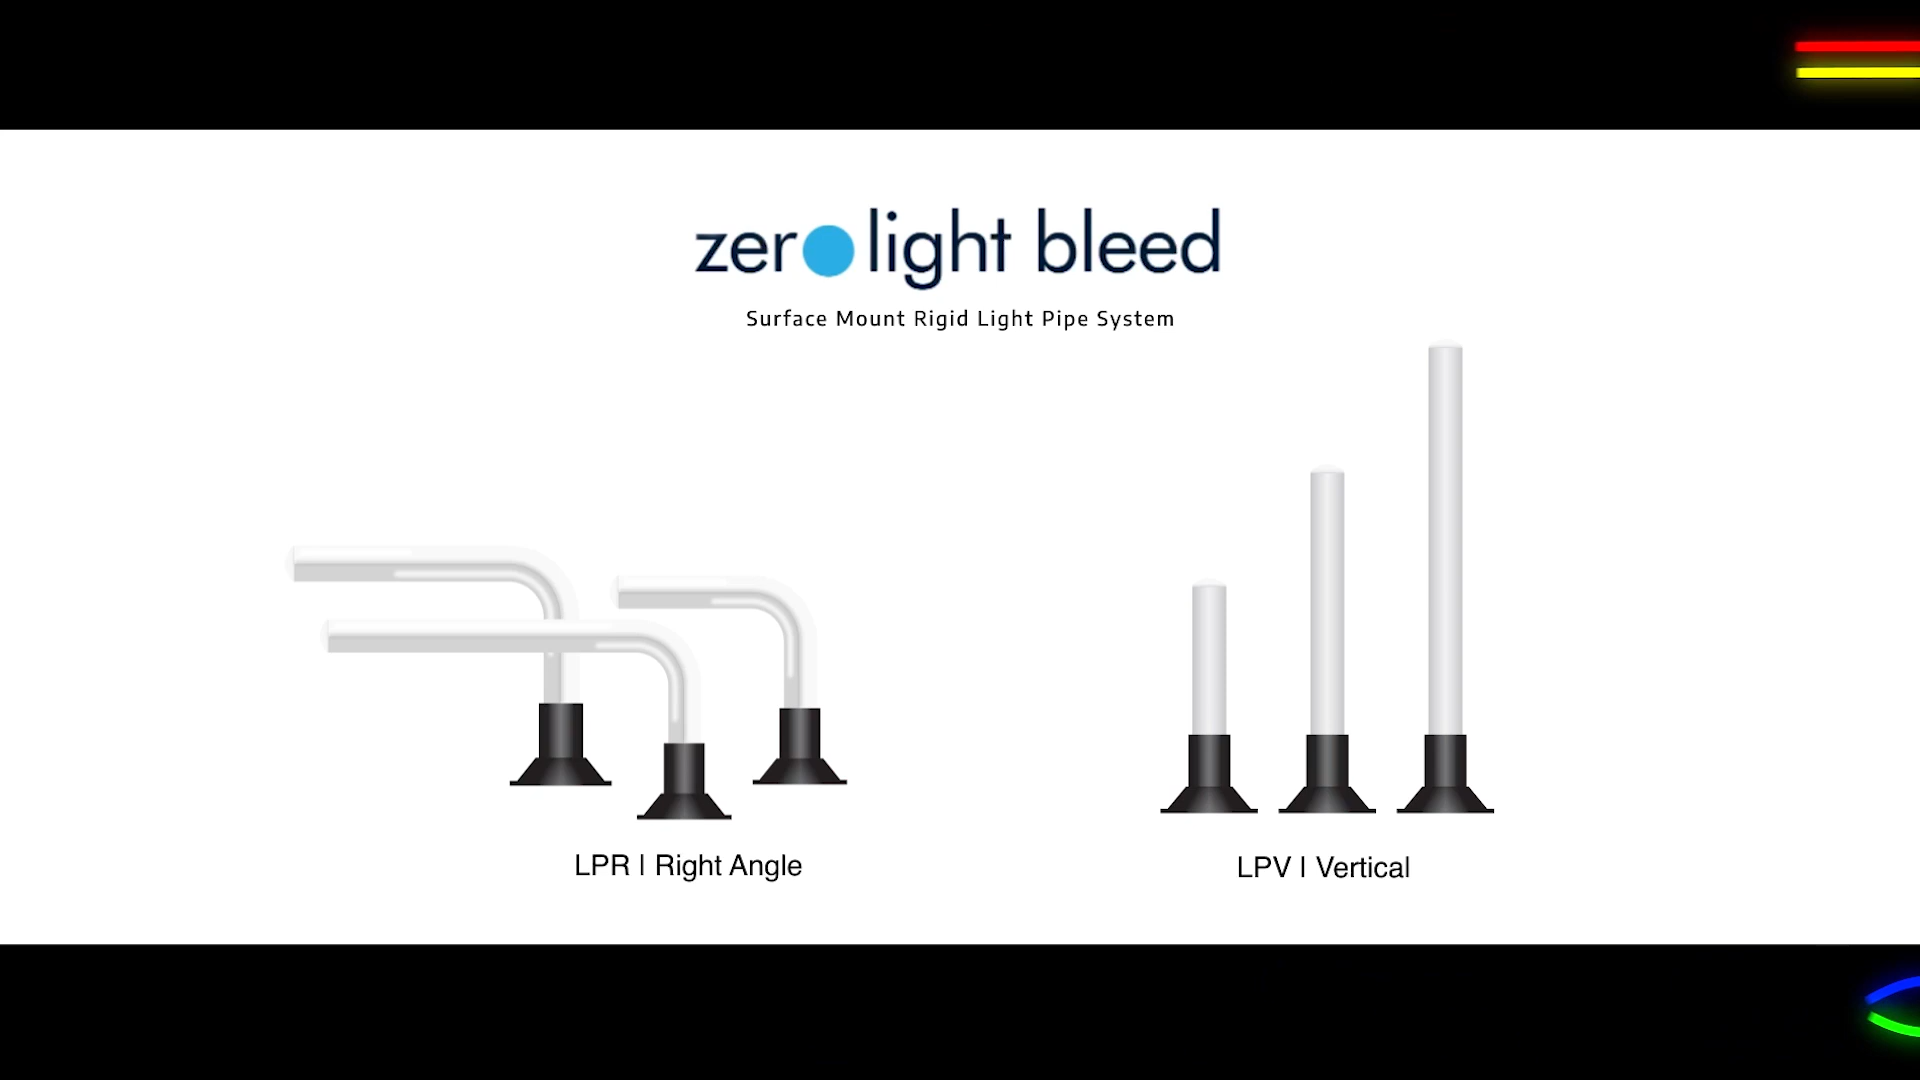 zero light bleed
Surface Mount Rigid Light Pipe System
LPR | Right Angle
LPV | Vertical